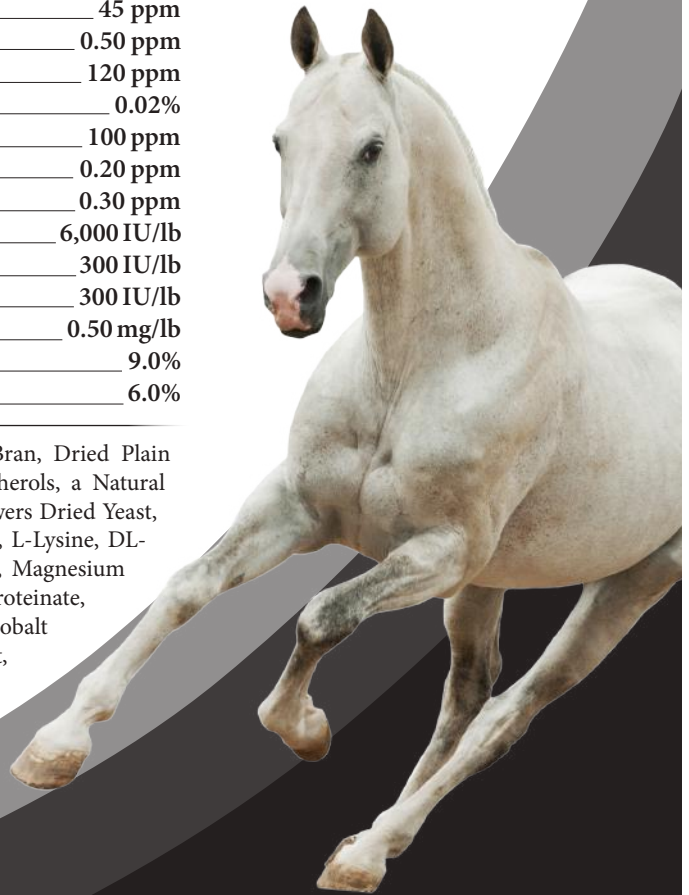 45 ppm
0.50 ppm
120 ppm
0.02%
100 ppm
0.20 ppm
0.30 ppm
6,000 IU/lb
300 IU/lb
300 IU/lb
0.50 mg/lb
9.0%
6.0%
Bran, Dried Plain
herols, a Natural
wers Dried Yeast,
, L-Lysine, DL-
, Magnesium
roteinate,
obalt
t,